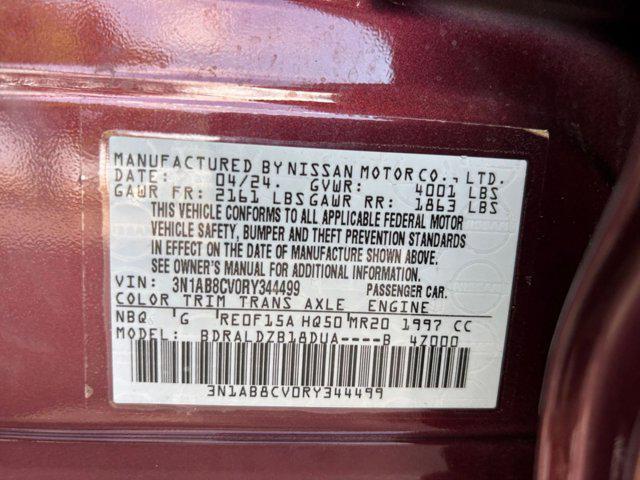 MANUFACTURED BY NISSAN MOTOR CO., LTD.
DATE: 04/24. GVWR: 4001 LBS
GAWR FR: 2161 LBS GAWR RR: 1863 LBS
THIS VEHICLE CONFORMS TO ALL APPLICABLE FEDERAL MOTOR
VEHICLE SAFETY, BUMPER AND THEFT PREVENTION STANDARDS
IN EFFECT ON THE DATE OF MANUFACTURE SHOWN ABOVE.
SEE OWNER'S MANUAL FOR ADDITIONAL INFORMATION.
VIN: 3N1AB8CV0RY344499 PASSENGER CAR.
COLOR TRIM TRANS AXLE ENGINE
NBQ G RE0F15A HQ50 MR20 1997 CC
MODEL: BDRALDZB18DUA----B 4Z000
3N1AB8CV0RY344499